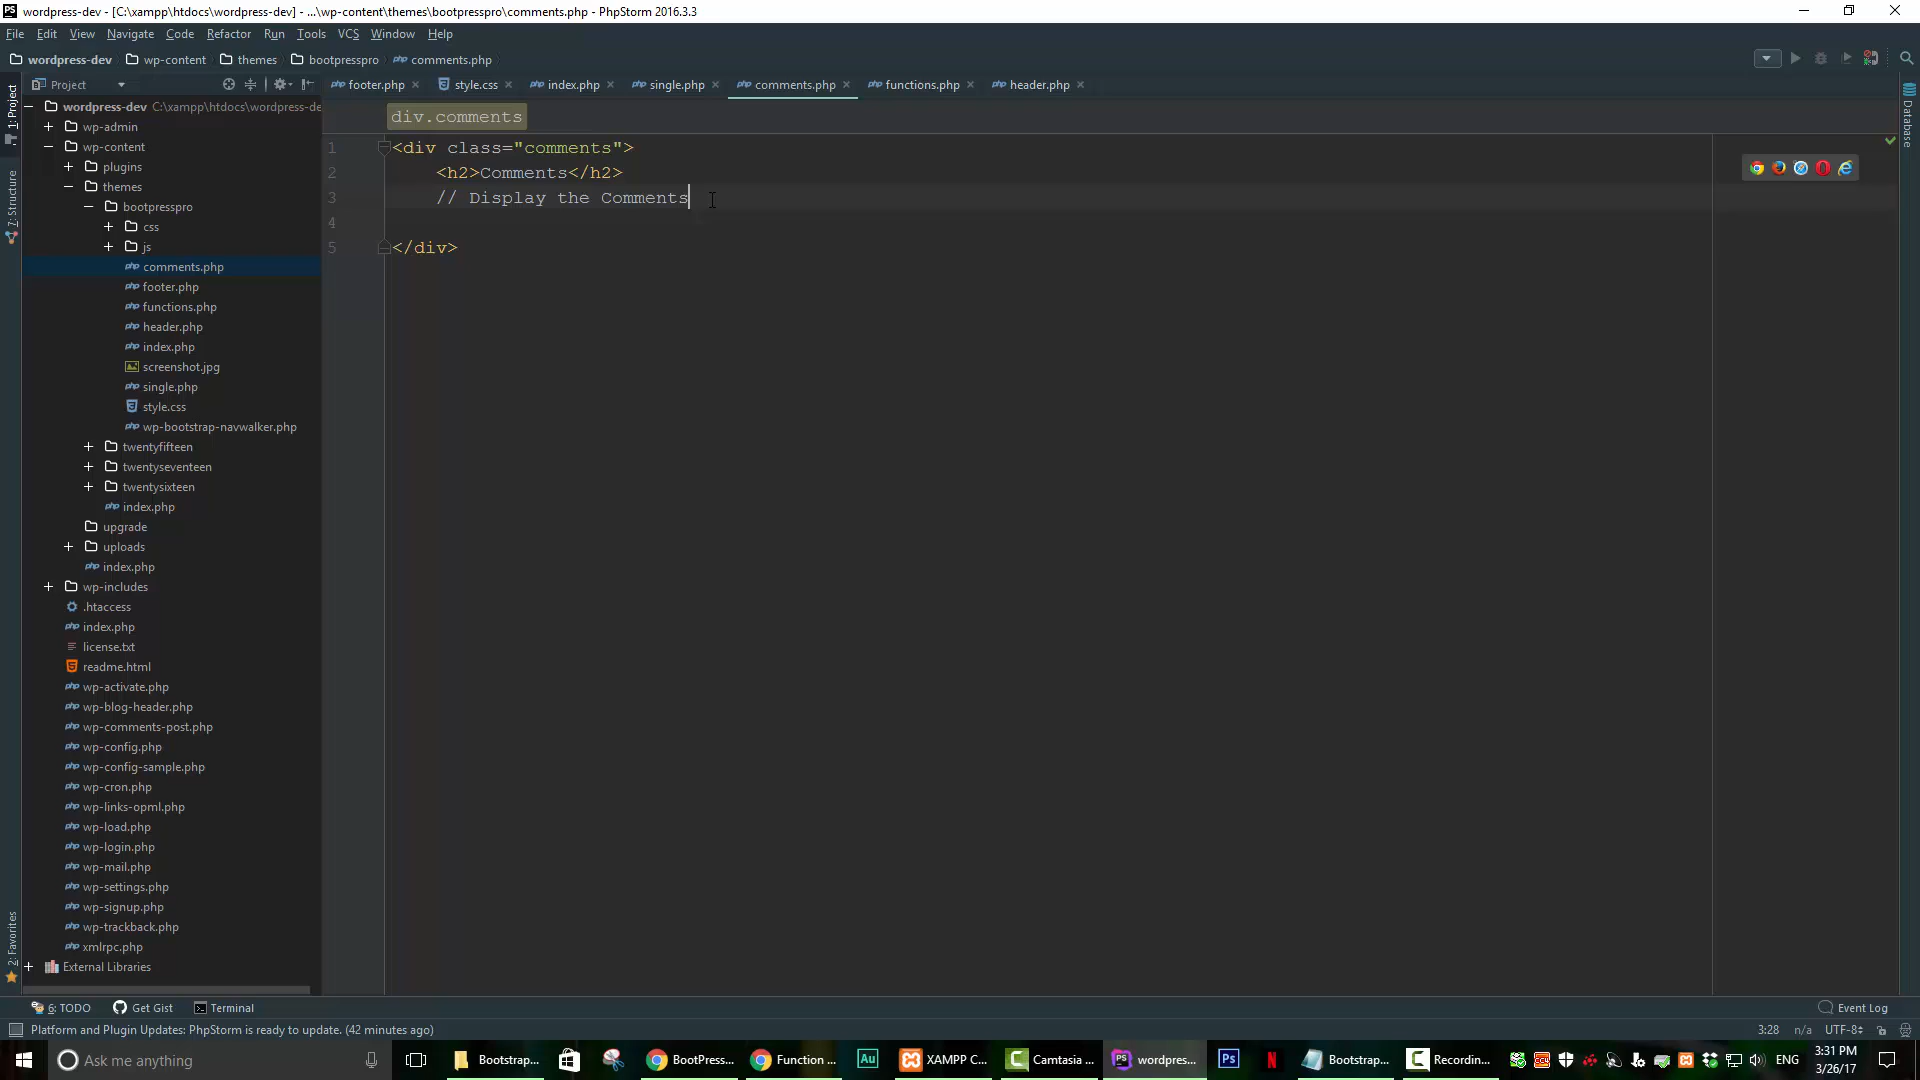 wordpress-dev - [C:\xampp\htdocs\wordpress-dev] - ...\wp-content\themes\bootpresspro\comments.php - PhpStorm 2016.3.3
File Edit View Navigate Code Refactor Run Tools VCS Window Help
wordpress-dev wp-content themes bootpresspro comments.php
Project
footer.php style.css index.php single.php comments.php functions.php header.php
1: Project
7: Structure
2: Favorites
Database
wordpress-dev C:\xampp\htdocs\wordpress-de
wp-admin
wp-content
plugins
themes
bootpresspro
css
js
comments.php
footer.php
functions.php
header.php
index.php
screenshot.jpg
single.php
style.css
wp-bootstrap-navwalker.php
twentyfifteen
twentyseventeen
twentysixteen
index.php
upgrade
uploads
index.php
wp-includes
.htaccess
index.php
license.txt
readme.html
wp-activate.php
wp-blog-header.php
wp-comments-post.php
wp-config.php
wp-config-sample.php
wp-cron.php
wp-links-opml.php
wp-load.php
wp-login.php
wp-mail.php
wp-settings.php
wp-signup.php
wp-trackback.php
xmlrpc.php
External Libraries
div.comments
1 <div class="comments">
2 <h2>Comments</h2>
3 // Display the Comments
4
5 </div>
6: TODO Get Gist Terminal Event Log
Platform and Plugin Updates: PhpStorm is ready to update. (42 minutes ago) 3:28 n/a UTF-8
Ask me anything Bootstrap... BootPress... Function ... Au XAMPP C... Camtasia ... PS wordpres... Ps N Bootstrap... Recordin... ENG
3:31 PM
3/26/17